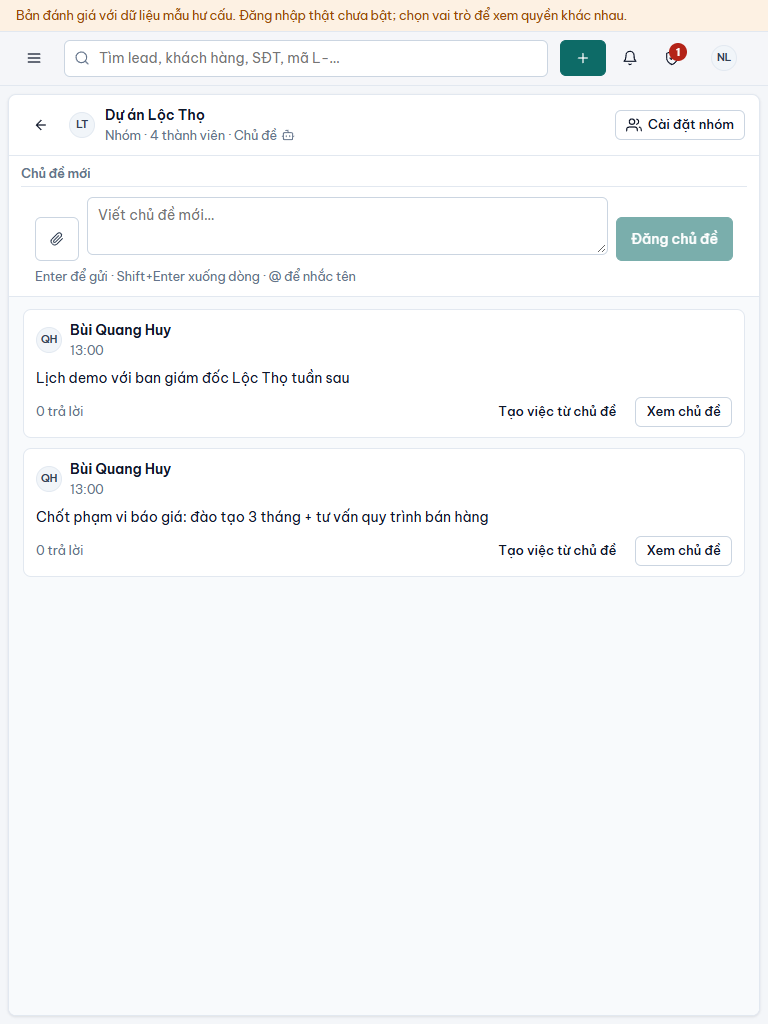 Bản đánh giá với dữ liệu mẫu hư cấu. Đăng nhập thật chưa bật; chọn vai trò để xem quyền khác nhau.
Tìm lead, khách hàng, SĐT, mã L-...
1
NL
LT
Dự án Lộc Thọ
Nhóm · 4 thành viên · Chủ đề
Cài đặt nhóm
Chủ đề mới
Viết chủ đề mới...
Đăng chủ đề
Enter để gửi · Shift+Enter xuống dòng · @ để nhắc tên
QH
Bùi Quang Huy
13:00
Lịch demo với ban giám đốc Lộc Thọ tuần sau
0 trả lời
Tạo việc từ chủ đề
Xem chủ đề
QH
Bùi Quang Huy
13:00
Chốt phạm vi báo giá: đào tạo 3 tháng + tư vấn quy trình bán hàng
0 trả lời
Tạo việc từ chủ đề
Xem chủ đề